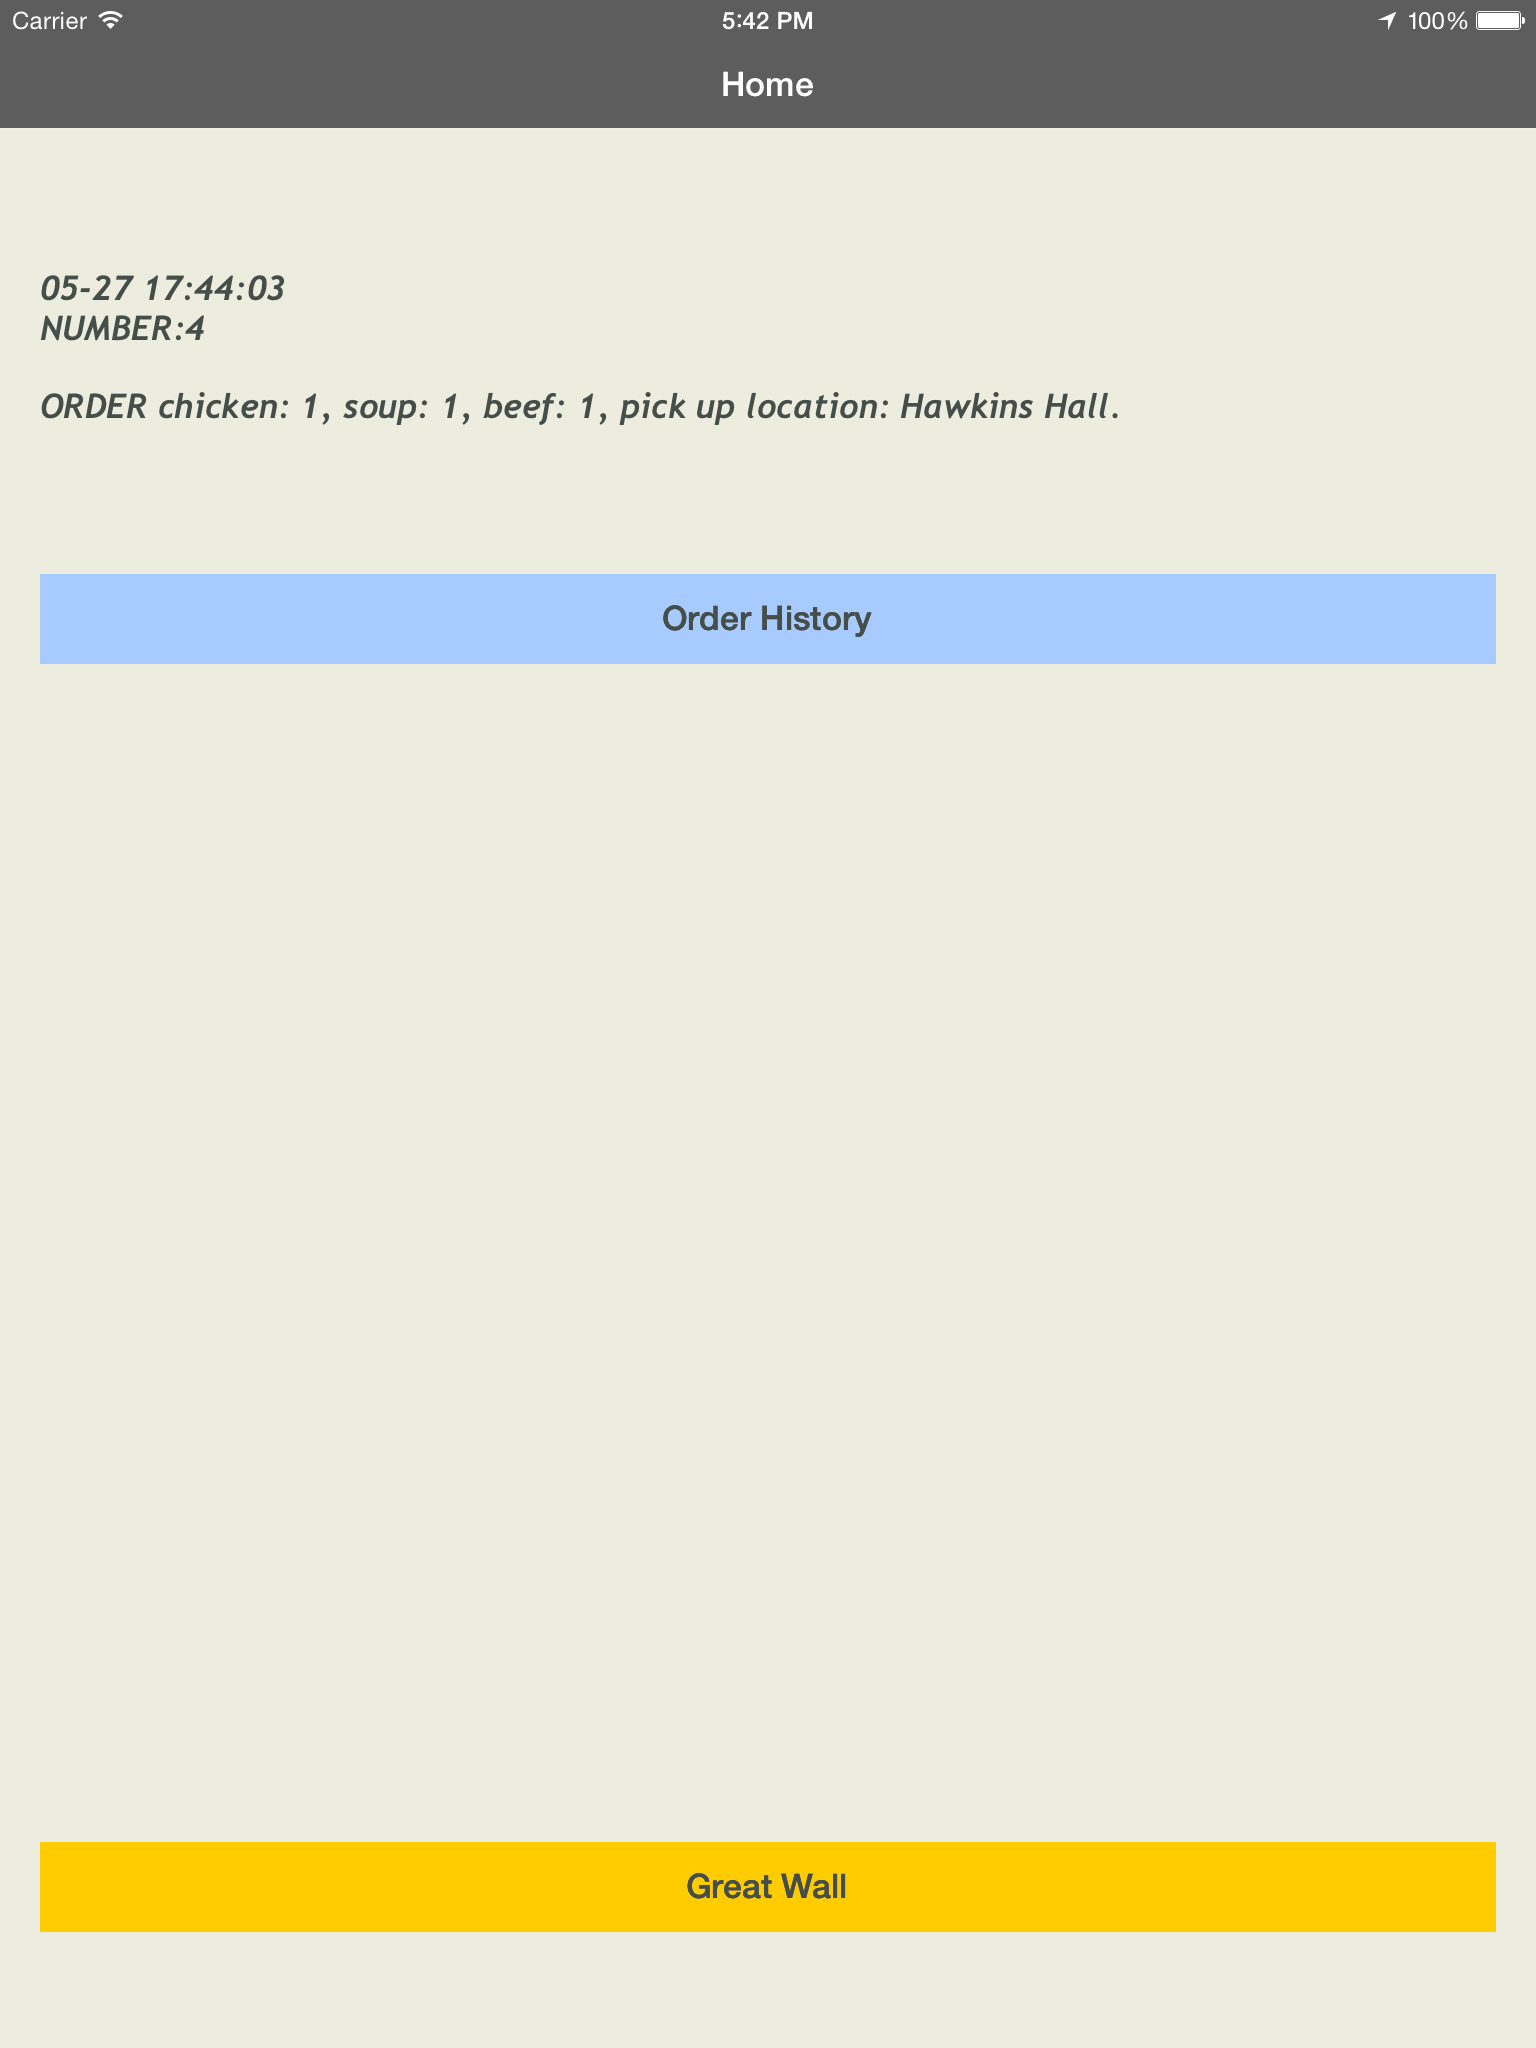 Carrier 5:42 PM 100%
Home
05-27 17:44:03
NUMBER:4
ORDER chicken: 1, soup: 1, beef: 1, pick up location: Hawkins Hall.
Order History
Great Wall